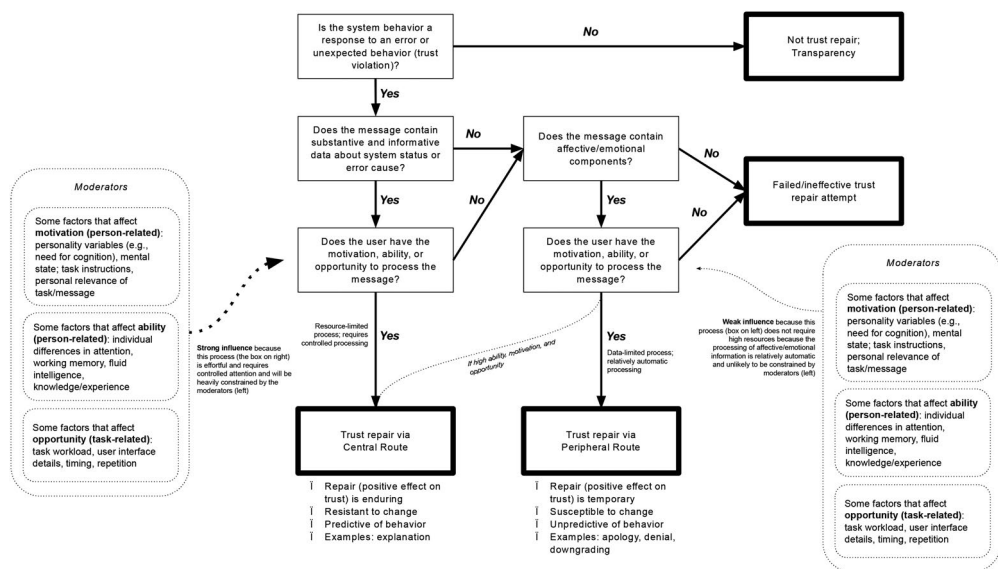 Is the system behavior a
response to an error or
unexpected behavior (trust
violation)?
No
Not trust repair;
Transparency
Yes
Does the message contain
substantive and informative
data about system status or
error cause?
No
Does the message contain
affective/emotional
components?
No
Failed/ineffective trust
repair attempt
Yes
No
Yes
No
Does the user have the
motivation, ability, or
opportunity to process the
message?
Does the user have the
motivation, ability, or
opportunity to process the
message?
Moderators
Some factors that affect
motivation (person-related):
personality variables (e.g.,
need for cognition), mental
state; task instructions,
personal relevance of
task/message
Some factors that affect ability
(person-related): individual
differences in attention,
working memory, fluid
intelligence,
knowledge/experience
Some factors that affect
opportunity (task-related):
task workload, user interface
details, timing, repetition
Strong influence because
this process (the box on right)
is effortful and requires
controlled attention and will be
heavily constrained by the
moderators (left)
Resource-limited
process; requires
controlled processing
Yes
If high ability, motivation, and
opportunity
Yes
Data-limited process;
relatively automatic
processing
Weak influence because this
process (box on left) does not require
high resources because the
processing of affective/emotional
information is relatively automatic
and unlikely to be constrained by
moderators (left)
Moderators
Some factors that affect
motivation (person-related):
personality variables (e.g.,
need for cognition), mental
state; task instructions,
personal relevance of
task/message
Some factors that affect ability
(person-related): individual
differences in attention,
working memory, fluid
intelligence,
knowledge/experience
Some factors that affect
opportunity (task-related):
task workload, user interface
details, timing, repetition
Trust repair via
Central Route
Ï Repair (positive effect on
trust) is enduring
Ï Resistant to change
Ï Predictive of behavior
Ï Examples: explanation
Trust repair via
Peripheral Route
Ï Repair (positive effect on
trust) is temporary
Ï Susceptible to change
Ï Unpredictive of behavior
Ï Examples: apology, denial,
downgrading